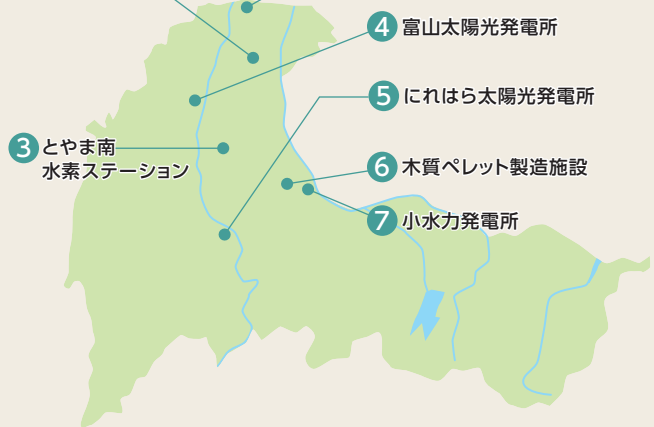 4 富山太陽光発電所
5 にれはら太陽光発電所
3 とやま南
水素ステーション
6 木質ペレット製造施設
7 小水力発電所